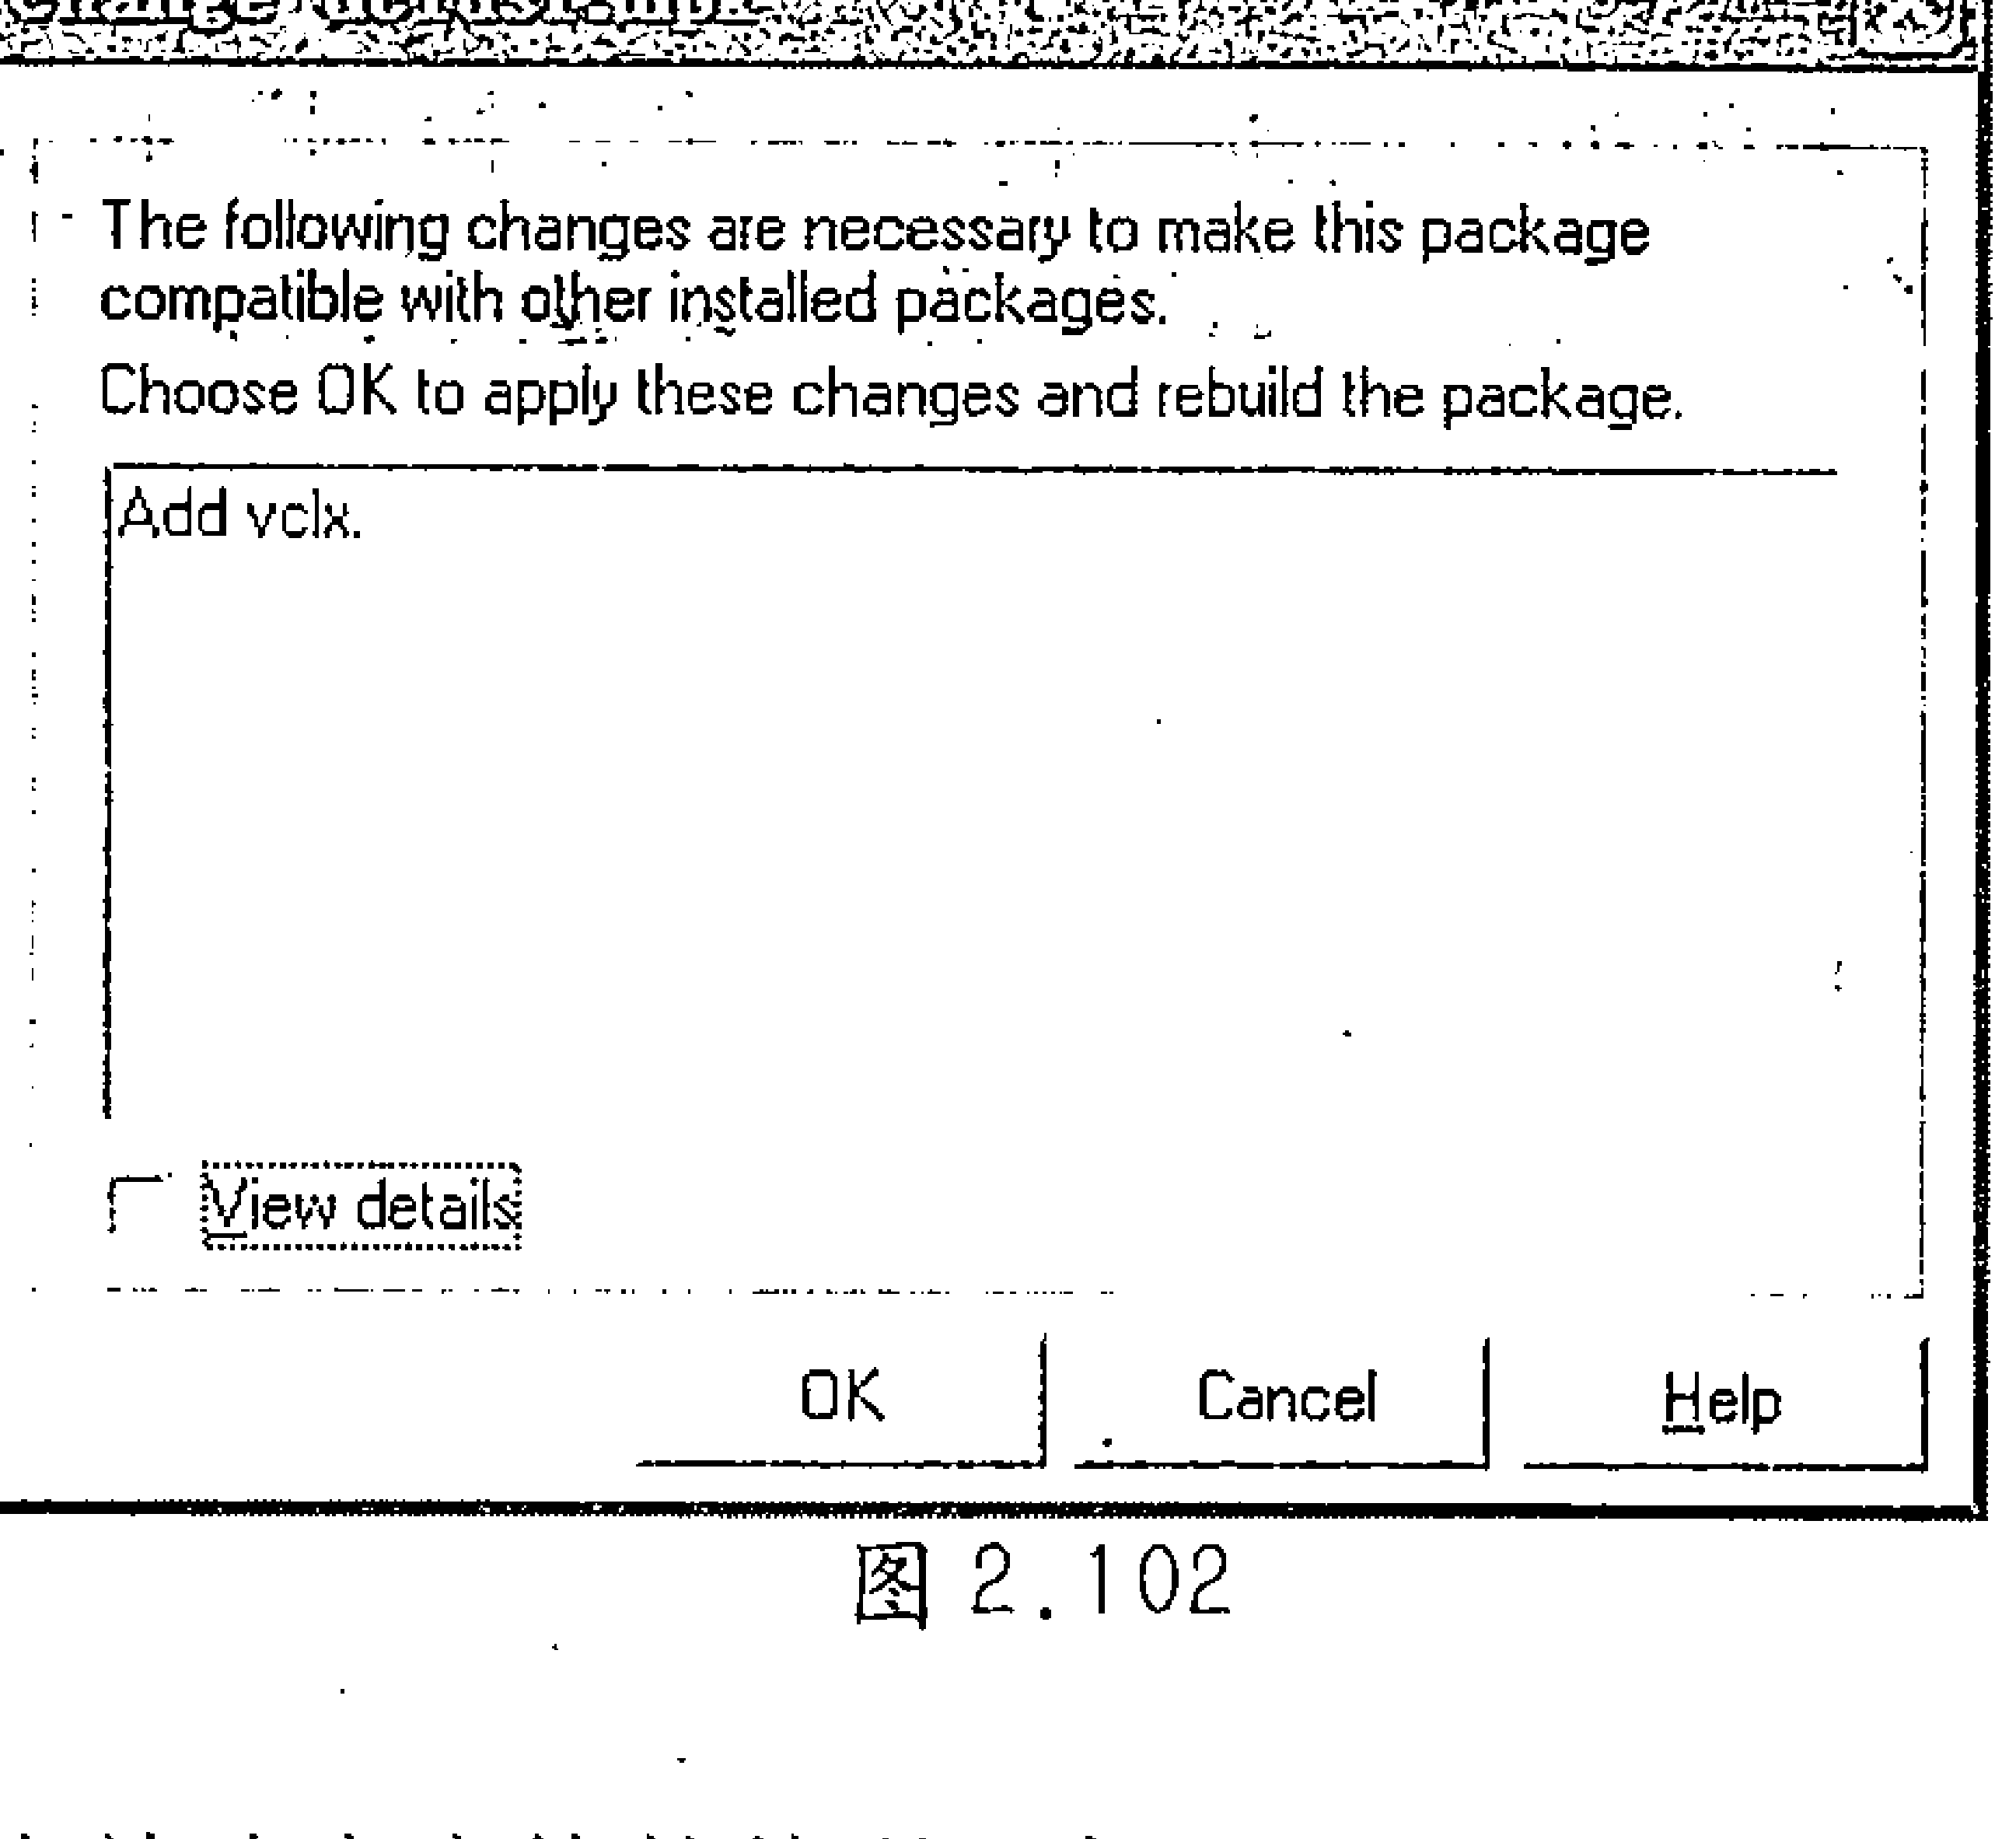 The following changes are necessary to make this package
compatible with other installed packages.
Choose OK to apply these changes and rebuild the package.
Add vclx.
View details
OK Cancel Help
图 2.102